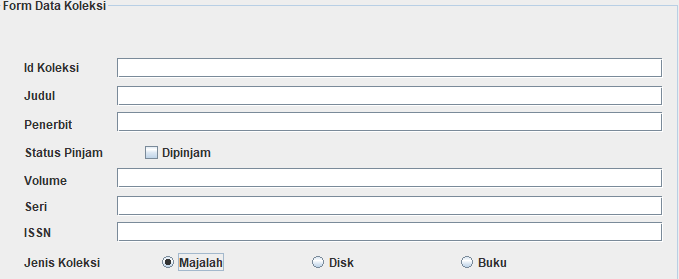 Form Data Koleksi
Id Koleksi
Judul
Penerbit
Status Pinjam Dipinjam
Volume
Seri
ISSN
Jenis Koleksi Majalah Disk Buku